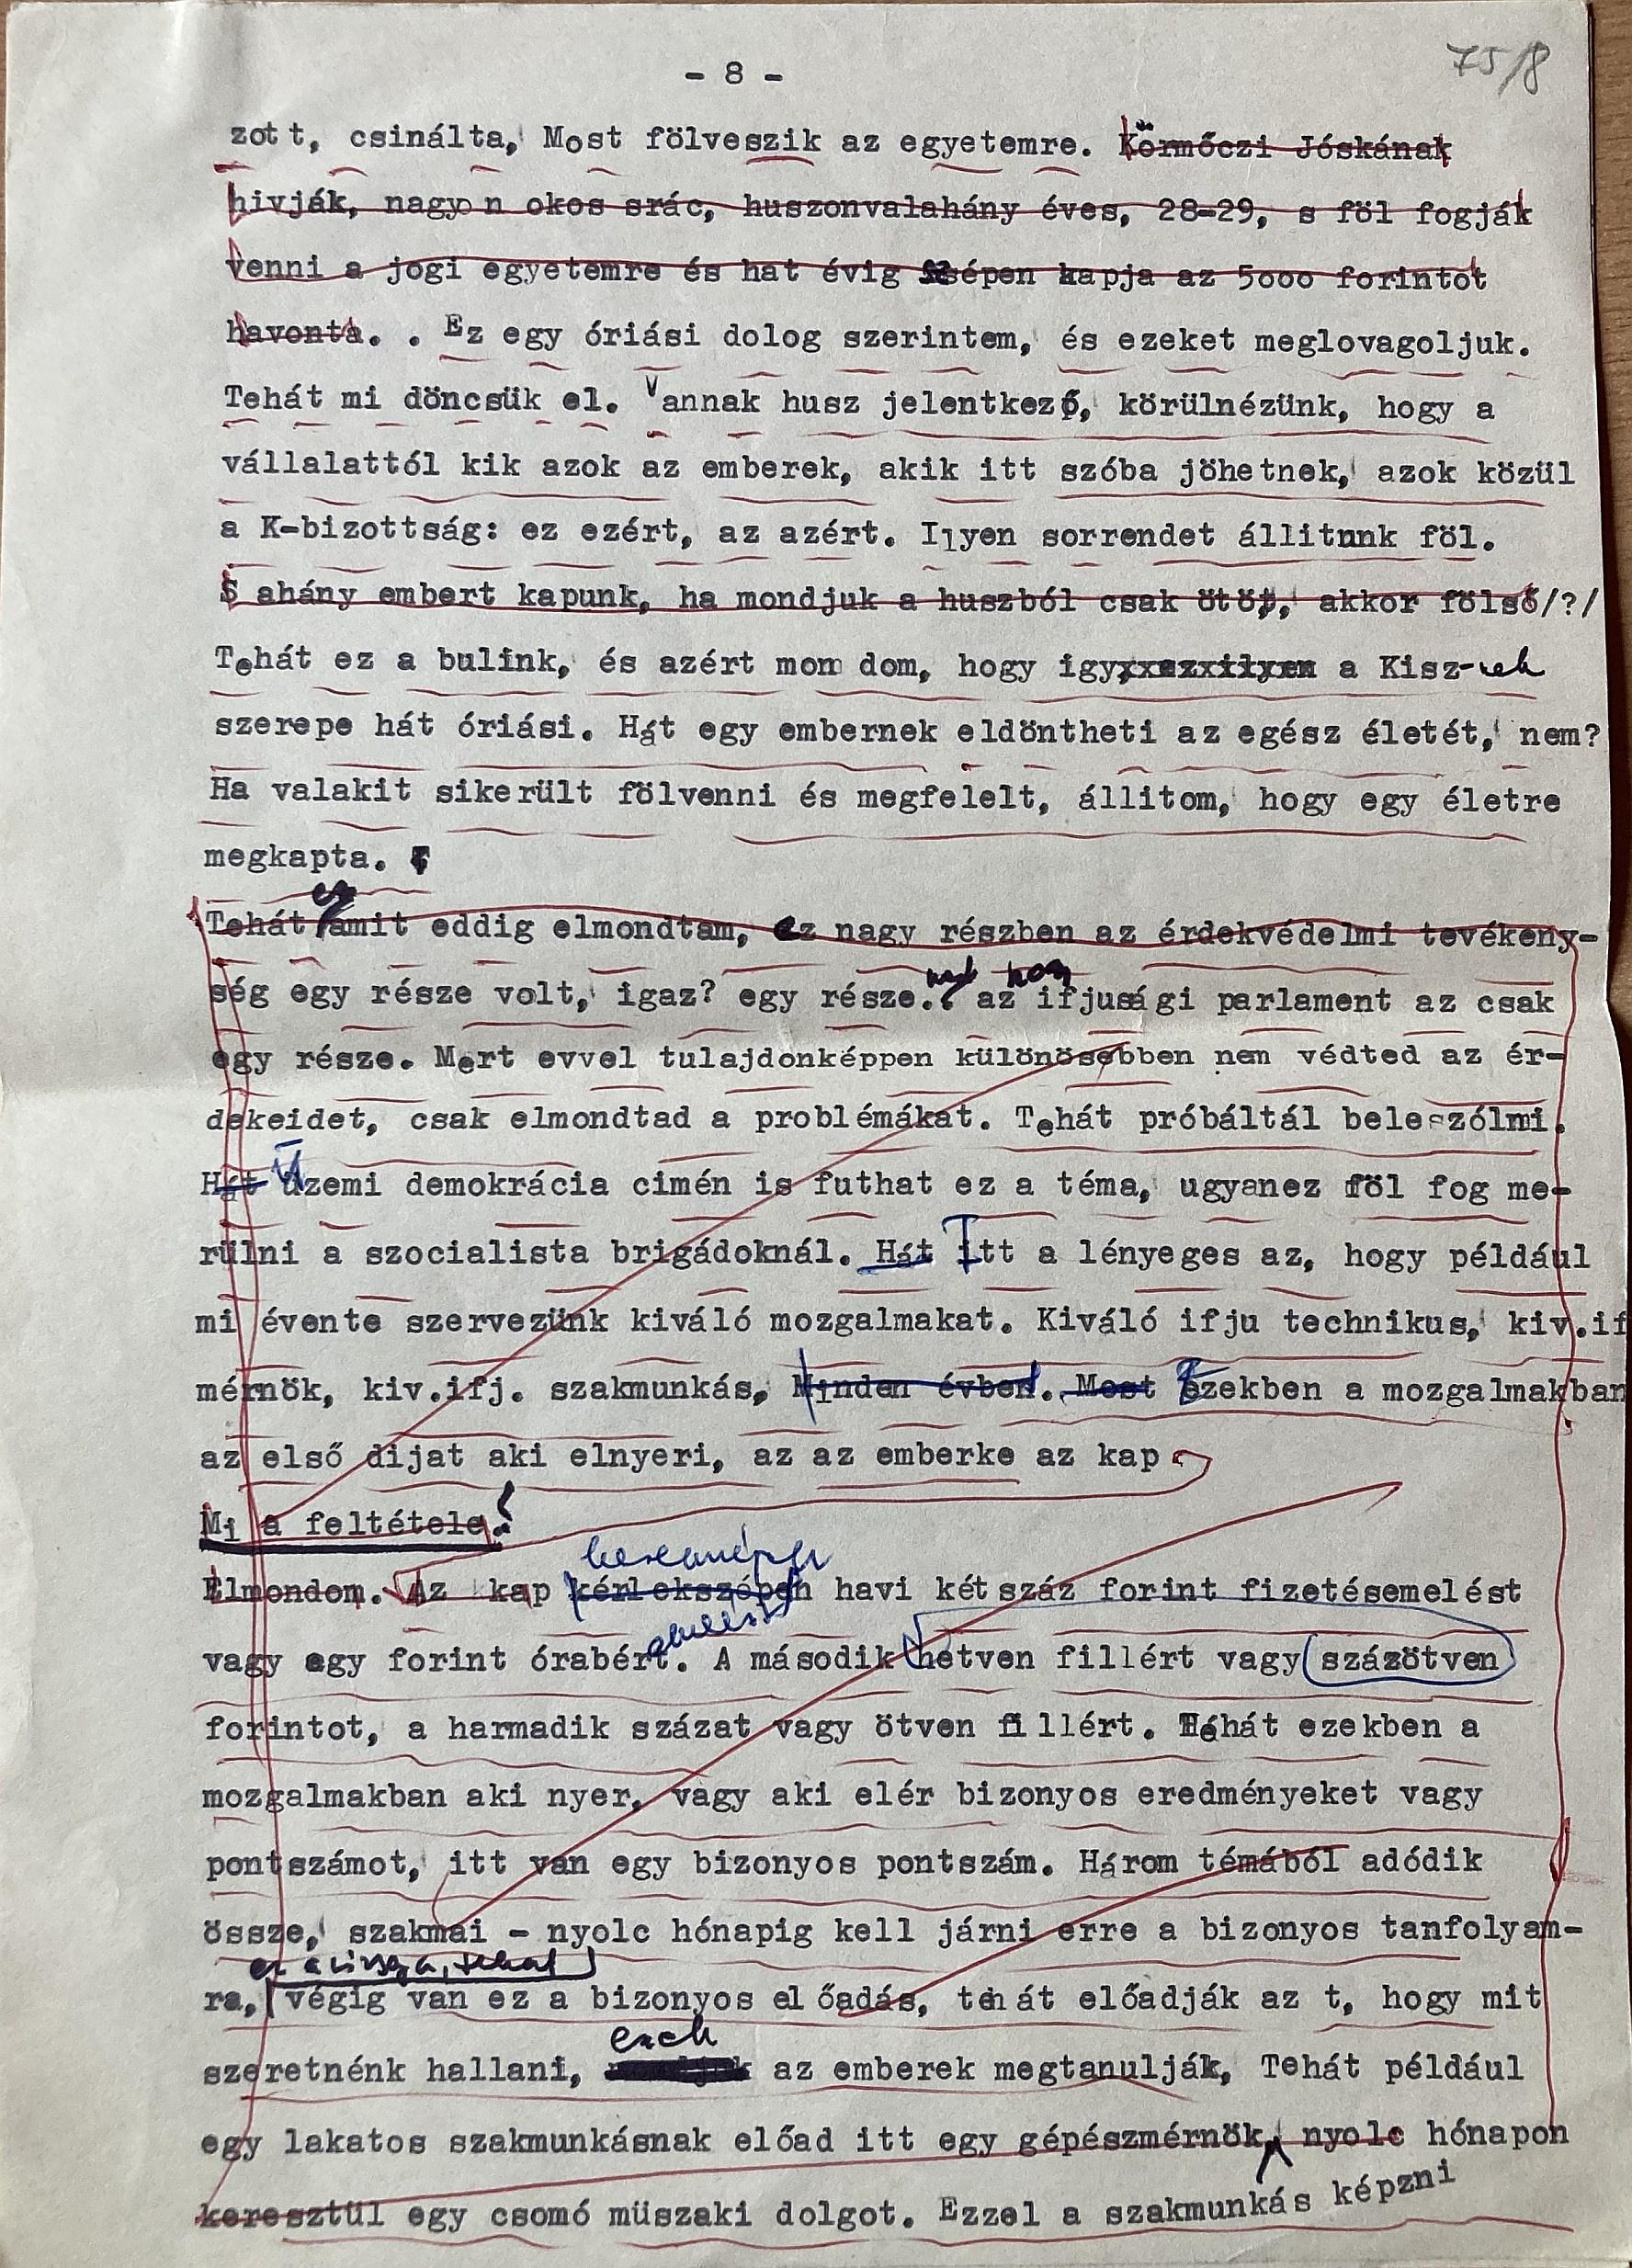 75/8
- 8 -
zott, csinálta, Most fölveszik az egyetemre. Körmőczi Jóskának
hivják, nagyon okos srác, huszonvalahány éves, 28-29, s föl fogják
venni a jogi egyetemre és hat évig szépen kapja az 5000 forintot
havonta. . Ez egy óriási dolog szerintem, és ezeket meglovagoljuk.
Tehát mi döncsük el. Vannak husz jelentkező, körülnézünk, hogy a
vállalattól kik azok az emberek, akik itt szóba jöhetnek, azok közül
a K-bizottság: ez ezért, az azért. Ilyen sorrendet állitunk föl.
S ahány embert kapunk, ha mondjuk a huszból csak ötöt, akkor fölső/?/
Tehát ez a bulink, és azért mondom, hogy igyxxezxilyen a Kisz-nek
szerepe hát óriási. Hát egy embernek eldöntheti az egész életét, nem?
Ha valakit sikerült fölvenni és megfelelt, állitom, hogy egy életre
megkapta.
ez
Tehát amit eddig elmondtam, ez nagy részben az érdekvédelmi tevékeny-
ség egy része volt, igaz? egy része. az ifjusági parlament az csak
egy része. Mert evvel tulajdonképpen különösebben nem védted az ér-
dekeidet, csak elmondtad a problémákat. Tehát próbáltál beleszólni.
Hát Üzemi demokrácia cimén is futhat ez a téma, ugyanez föl fog me-
rülni a szocialista brigádoknál. Hát Itt a lényeges az, hogy például
mi évente szervezünk kiváló mozgalmakat. Kiváló ifju technikus, kiv.if
mérnök, kiv.ifj. szakmunkás, Minden évben. Most Ezekben a mozgalmakban
az első dijat aki elnyeri, az az emberke az kap
Mi a feltétele?
Elmondom. Az kap kérlekszépen havi kétszáz forint fizetésemelést
vagy egy forint órabért. A második hetven fillért vagy százötven
forintot, a harmadik százat vagy ötven fillért. Tehát ezekben a
mozgalmakban aki nyer, vagy aki elér bizonyos eredményeket vagy
pontszámot, itt van egy bizonyos pontszám. Három témából adódik
össze, szakmai - nyolc hónapig kell járni erre a bizonyos tanfolyam-
ez a vizsga, tehát
ra, végig van ez a bizonyos előadás, tehát előadják azt, hogy mit
ezek
szeretnénk hallani, az emberek megtanulják, Tehát például
egy lakatos szakmunkásnak előad itt egy gépészmérnök, nyolc hónapon
keresztül egy csomó müszaki dolgot. Ezzel a szakmunkás képzni